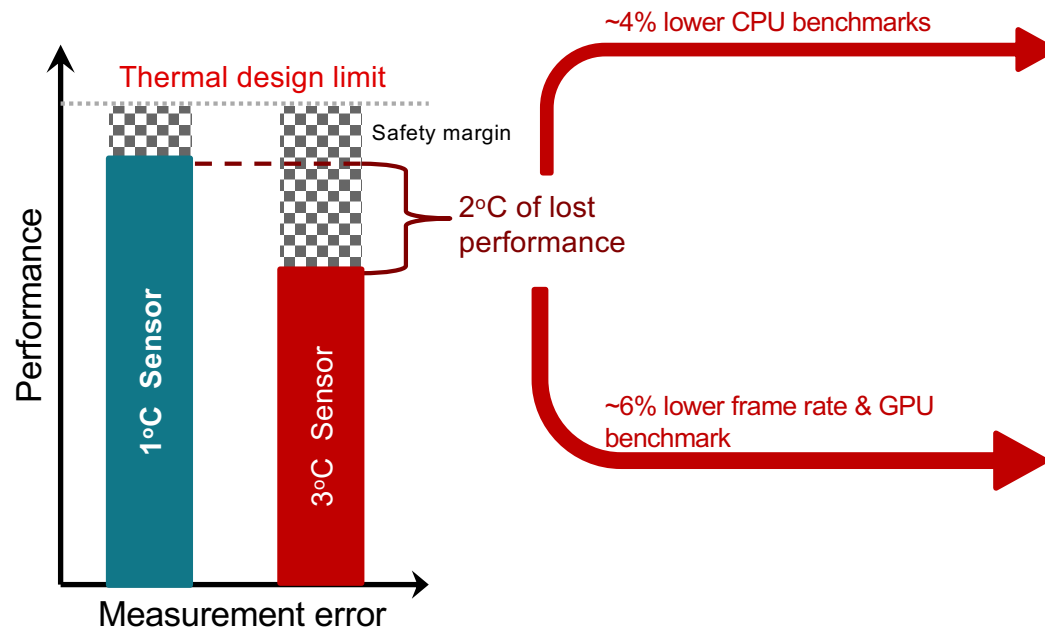 ~4% lower CPU benchmarks
Thermal design limit
Safety margin
2°C of lost
performance
Performance
1°C Sensor
3°C Sensor
~6% lower frame rate & GPU
benchmark
Measurement error